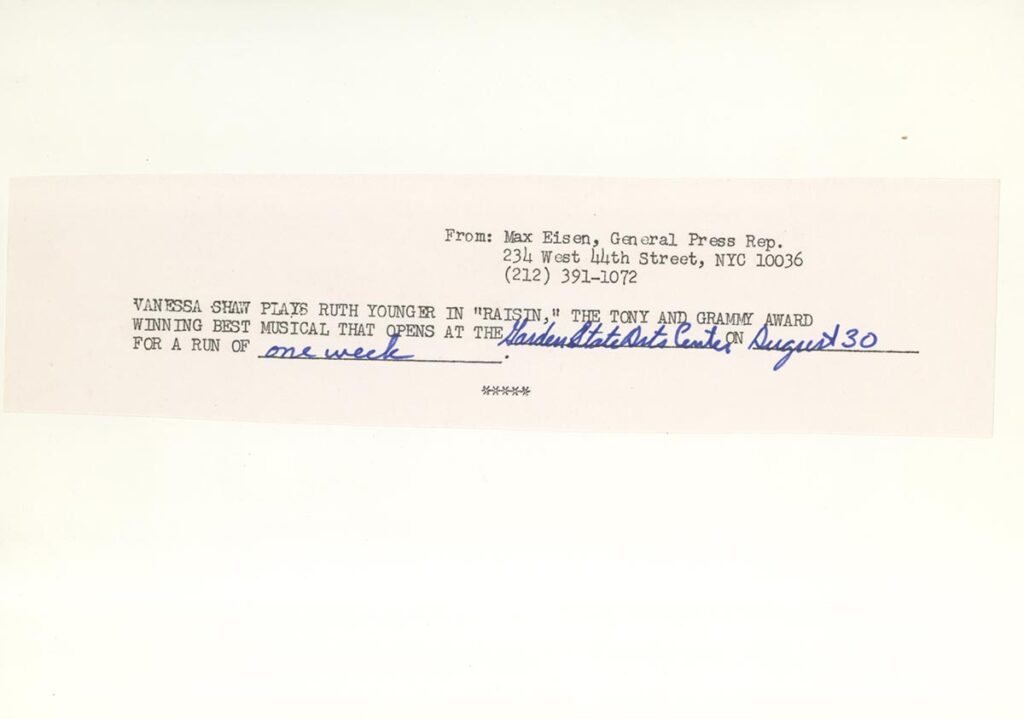 From: Max Eisen, General Press Rep.
234 West 44th Street, NYC 10036
(212) 391-1072
VANESSA SHAW PLAYS RUTH YOUNGER IN "RAISIN," THE TONY AND GRAMMY AWARD
WINNING BEST MUSICAL THAT OPENS AT THE Garden State Arts Center ON August 30
FOR A RUN OF one week.
*****